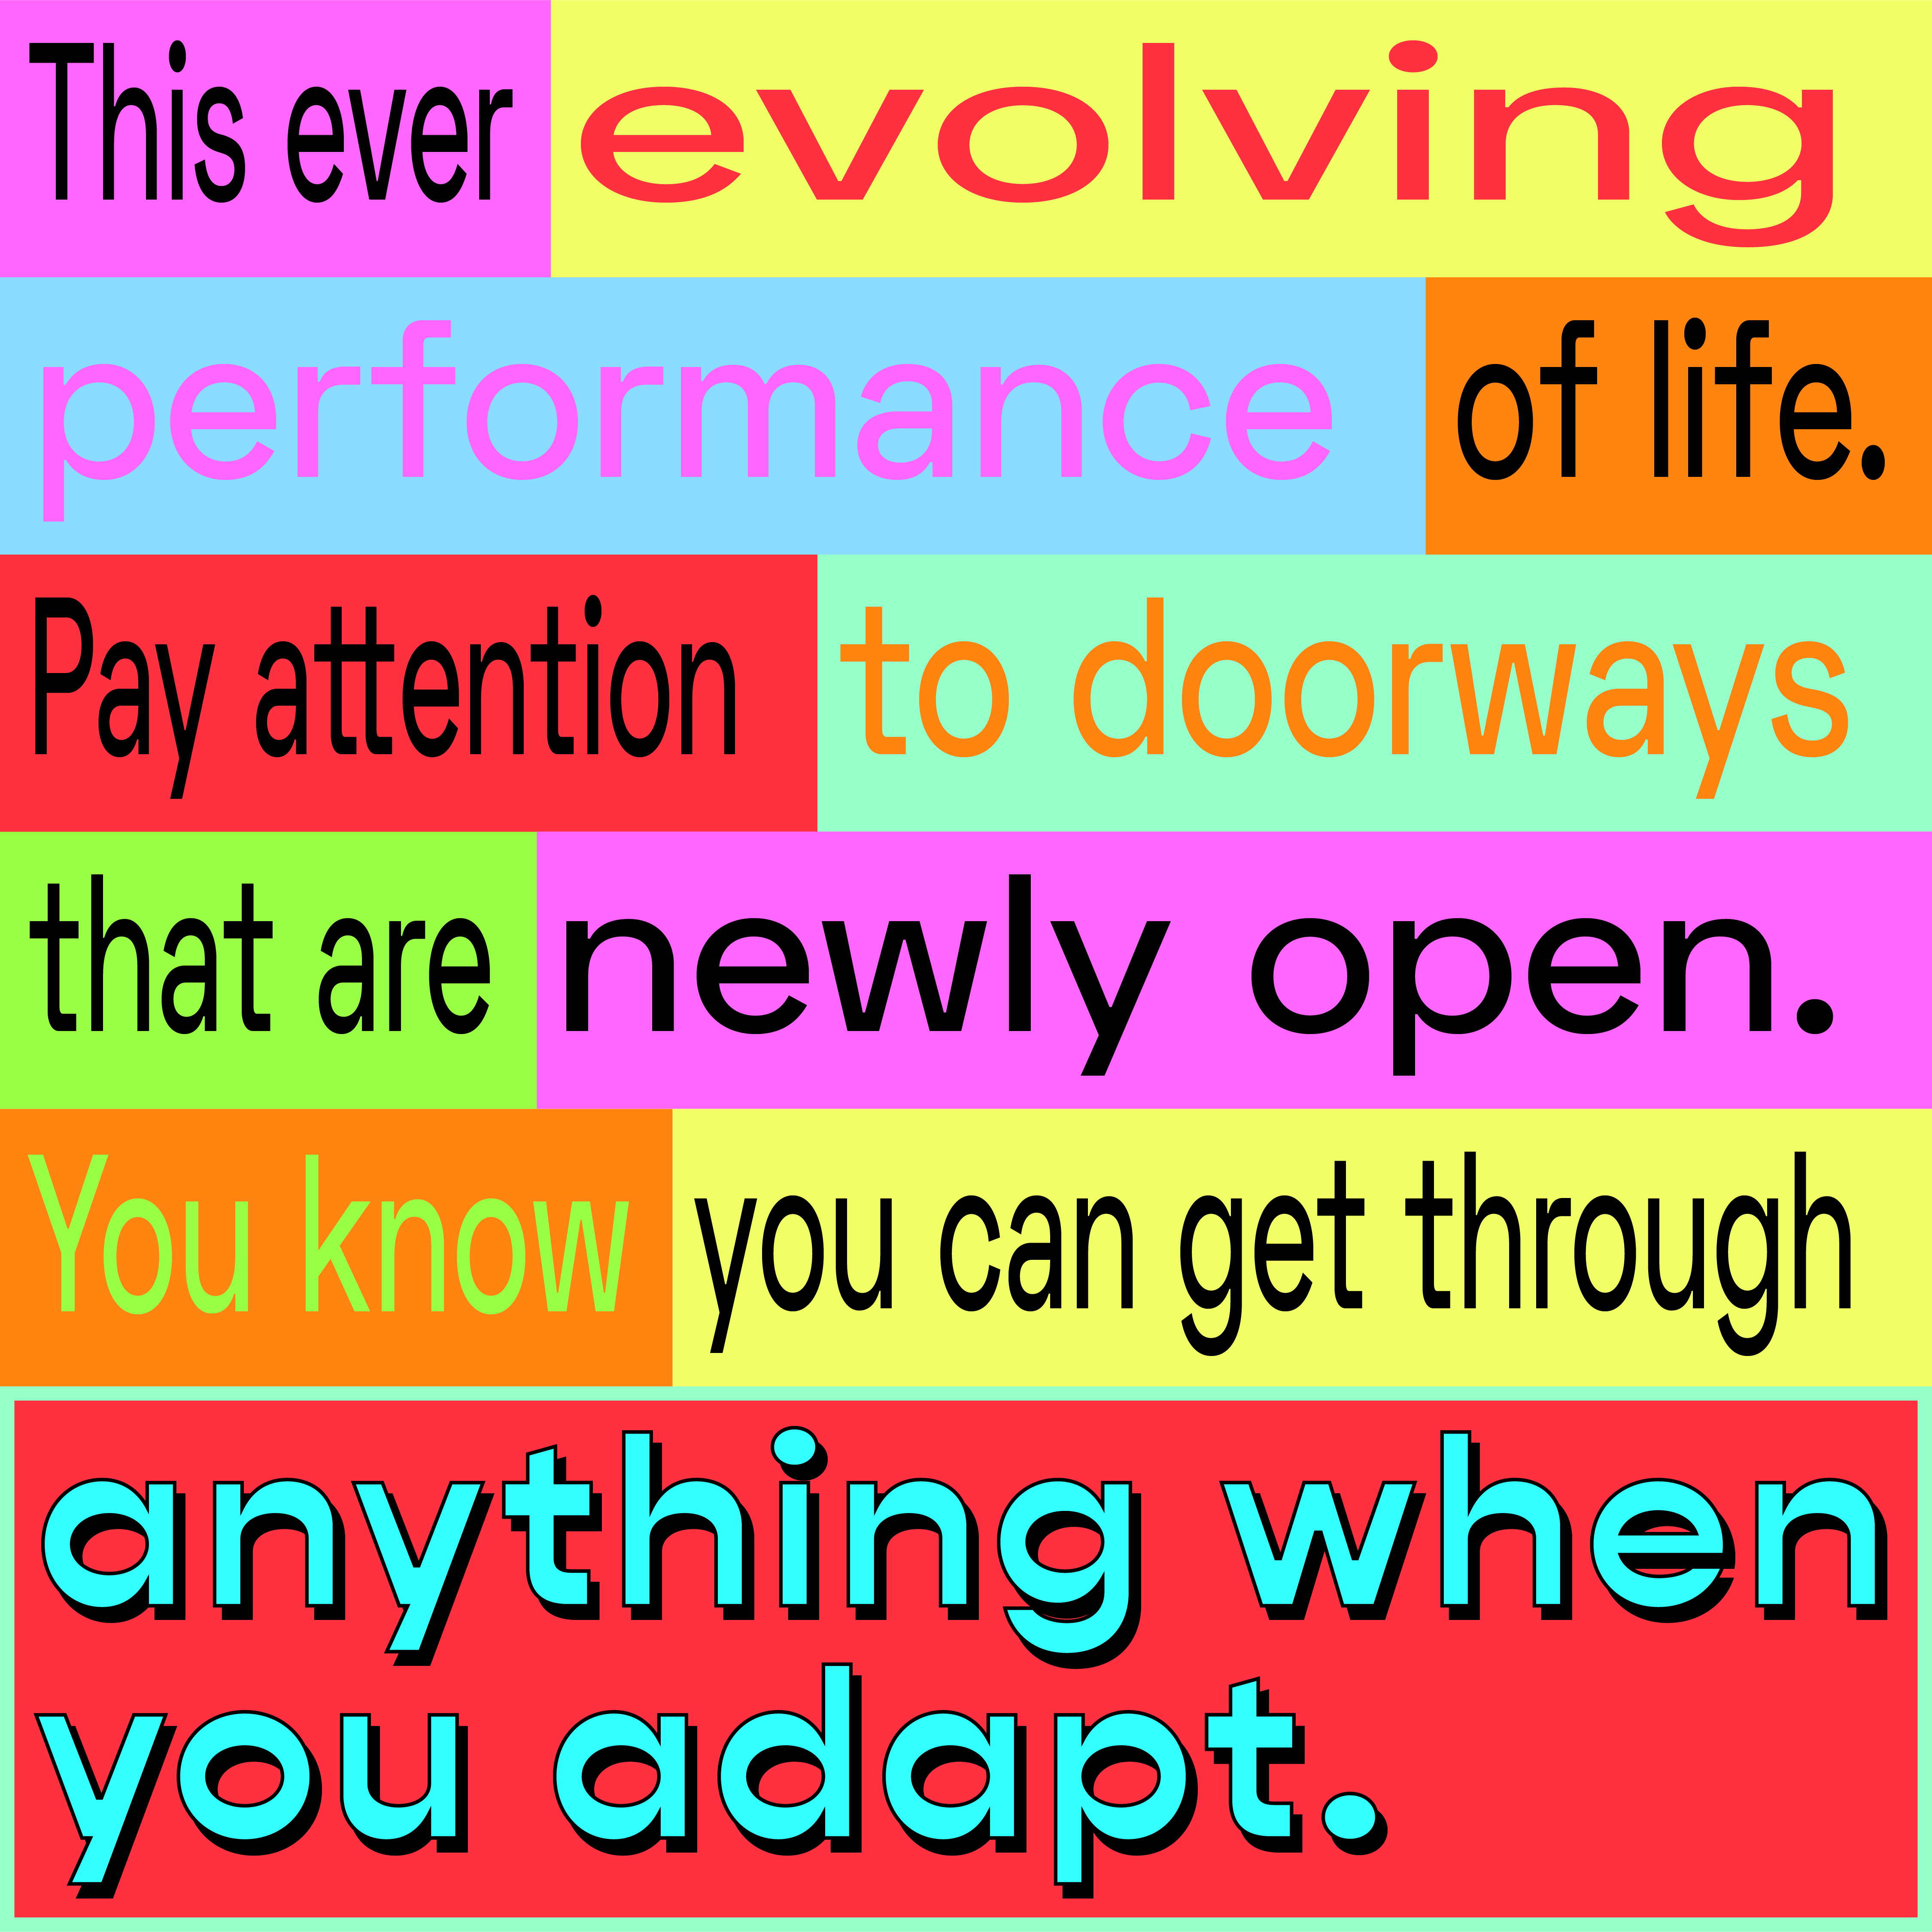 This ever evolving
performance of life.
Pay attention to doorways
that are newly open.
You know you can get through
anything when
you adapt.